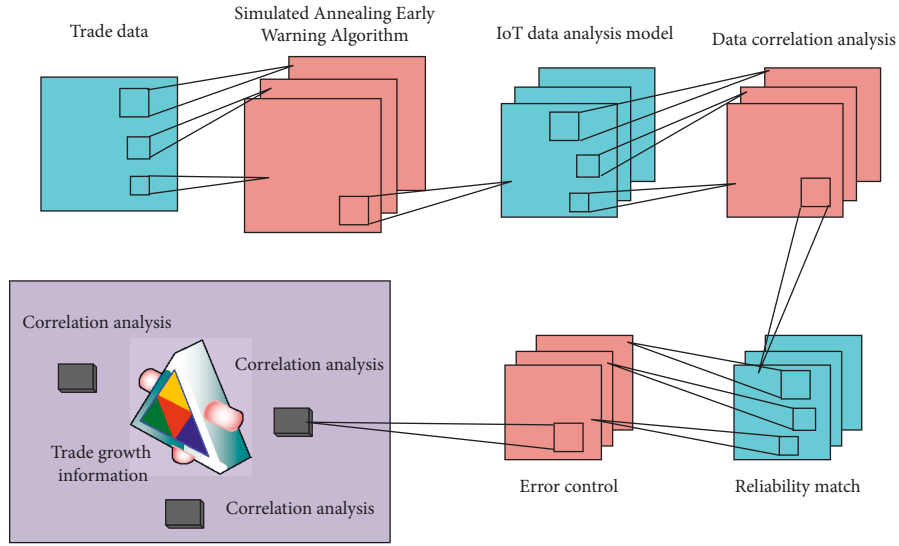 Trade data
Simulated Annealing Early
Warning Algorithm
IoT data analysis model
Data correlation analysis
Correlation analysis
Correlation analysis
Trade growth
information
Correlation analysis
Error control
Reliability match